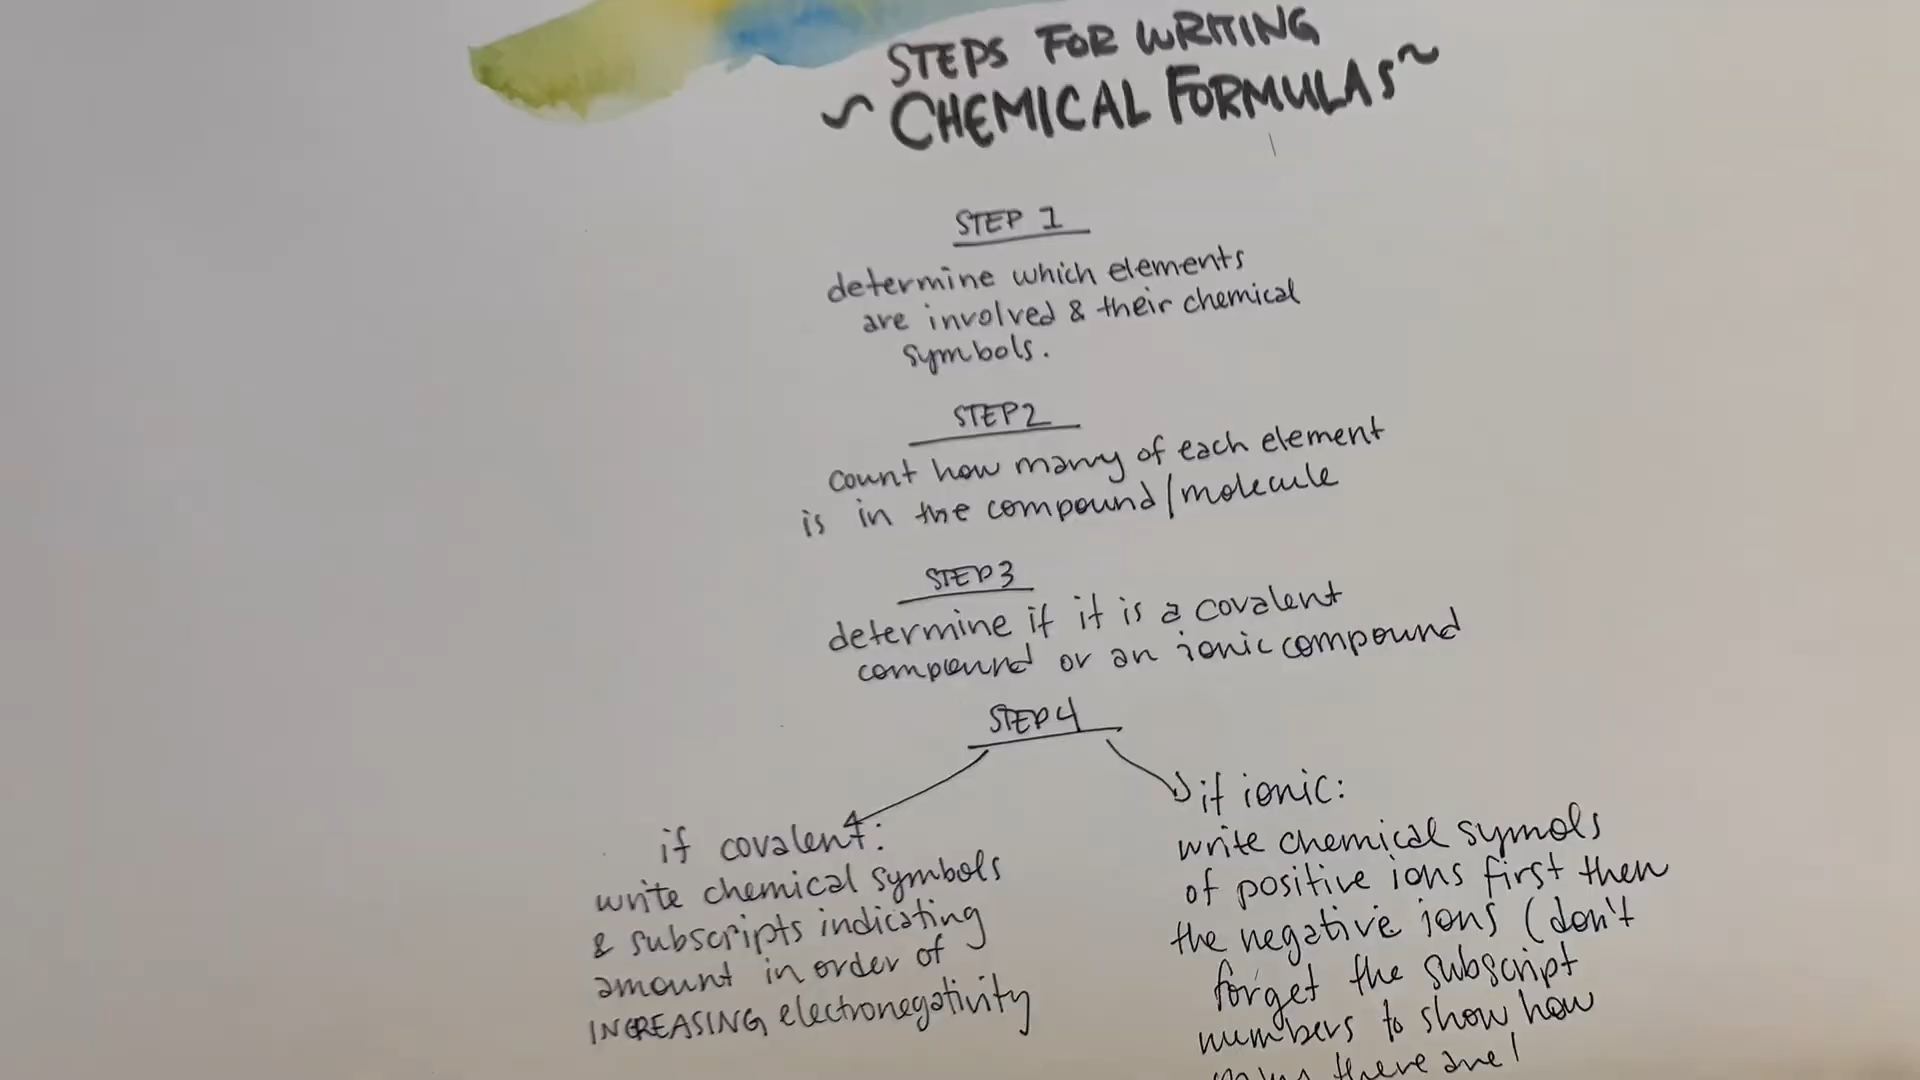 STEPS FOR WRITING
~ CHEMICAL FORMULAS ~
STEP 1
determine which elements
are involved & their chemical
symbols.
STEP 2
count how many of each element
is in the compound/molecule
STEP 3
determine if it is a covalent
compound or an ionic compound
STEP 4
if covalent:
write chemical symbols
& subscripts indicating
amount in order of
INCREASING electronegativity
if ionic:
write chemical symols
of positive ions first then
the negative ions (don't
forget the subscript
numbers to show how
there are!